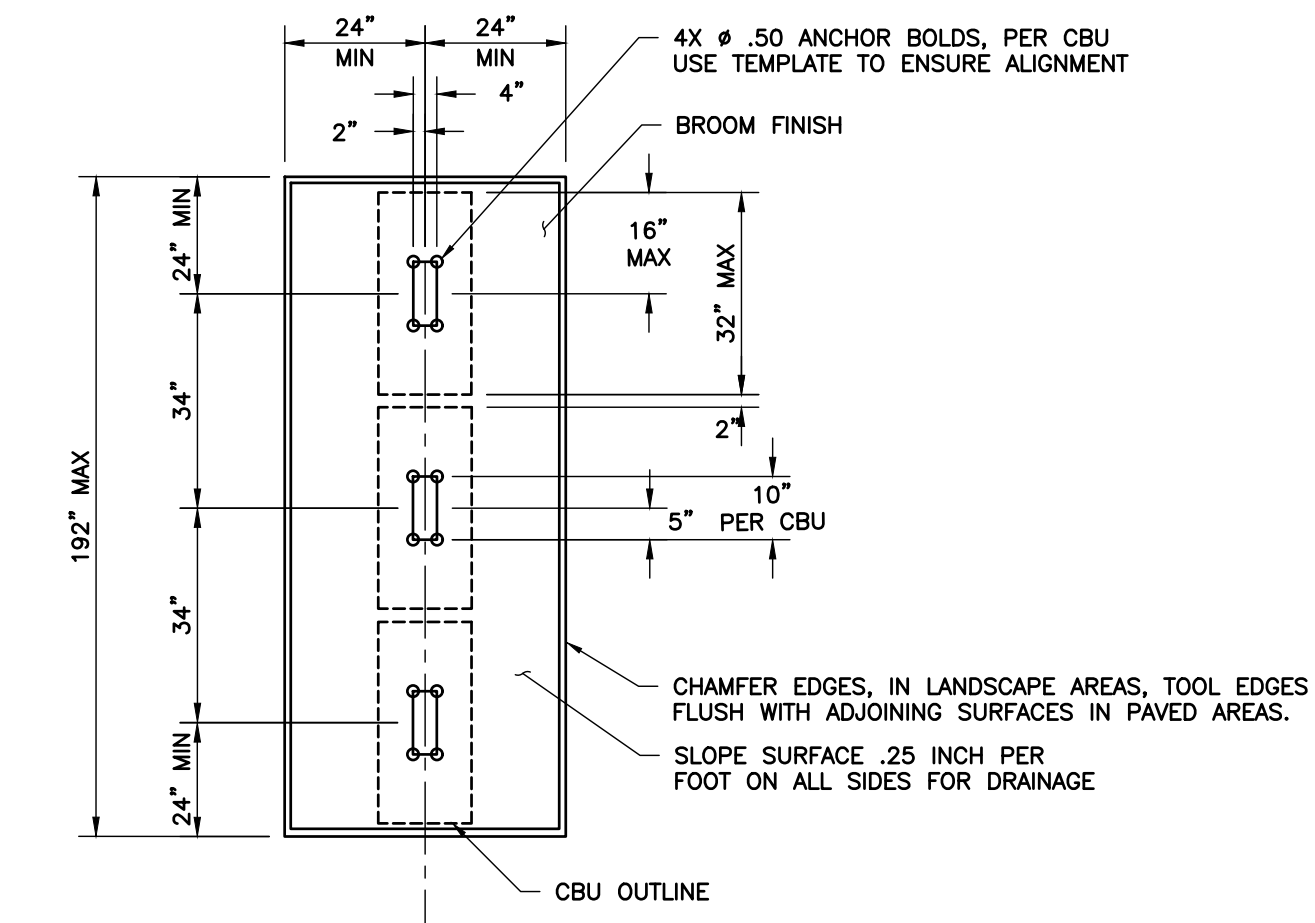 24" 24"
MIN MIN
4"
2"
4X Ø .50 ANCHOR BOLDS, PER CBU
USE TEMPLATE TO ENSURE ALIGNMENT
BROOM FINISH
24" MIN
16"
MAX
32" MAX
34"
2"
192" MAX
10"
5" PER CBU
34"
CHAMFER EDGES, IN LANDSCAPE AREAS, TOOL EDGES
FLUSH WITH ADJOINING SURFACES IN PAVED AREAS.
24" MIN
SLOPE SURFACE .25 INCH PER
FOOT ON ALL SIDES FOR DRAINAGE
CBU OUTLINE